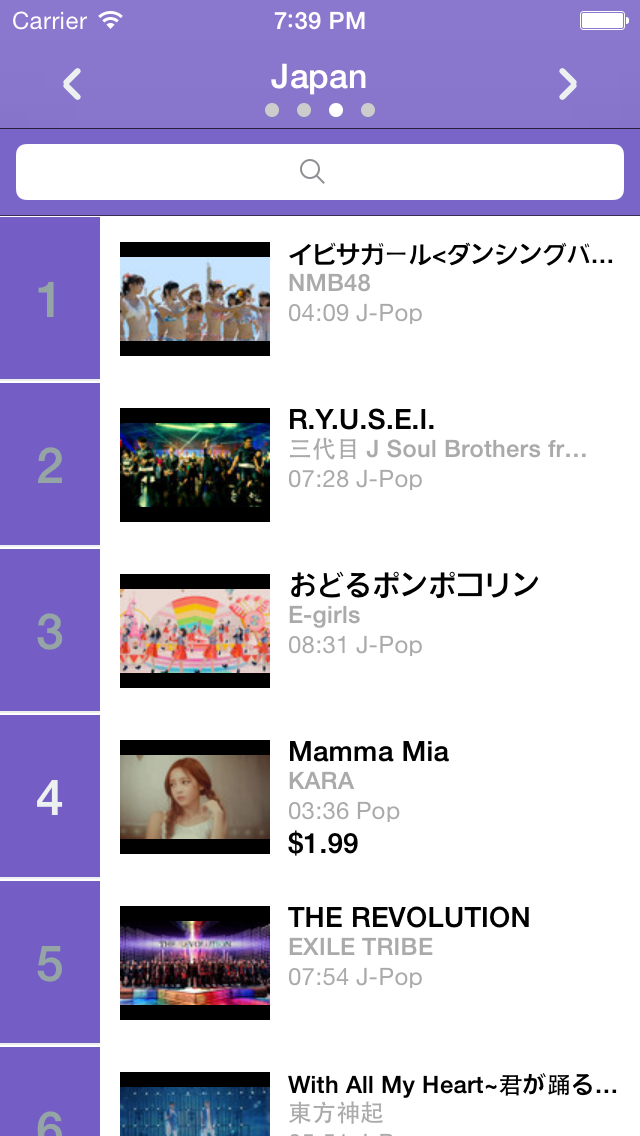 Carrier 7:39 PM
Japan
1
イビサガール<ダンシングバ...
NMB48
04:09 J-Pop
2
R.Y.U.S.E.I.
三代目 J Soul Brothers fr...
07:28 J-Pop
3
おどるポンポコリン
E-girls
08:31 J-Pop
4
Mamma Mia
KARA
03:36 Pop
$1.99
5
THE REVOLUTION
THE REVOLUTION
EXILE TRIBE
07:54 J-Pop
6
With All My Heart~君が踊る...
東方神起